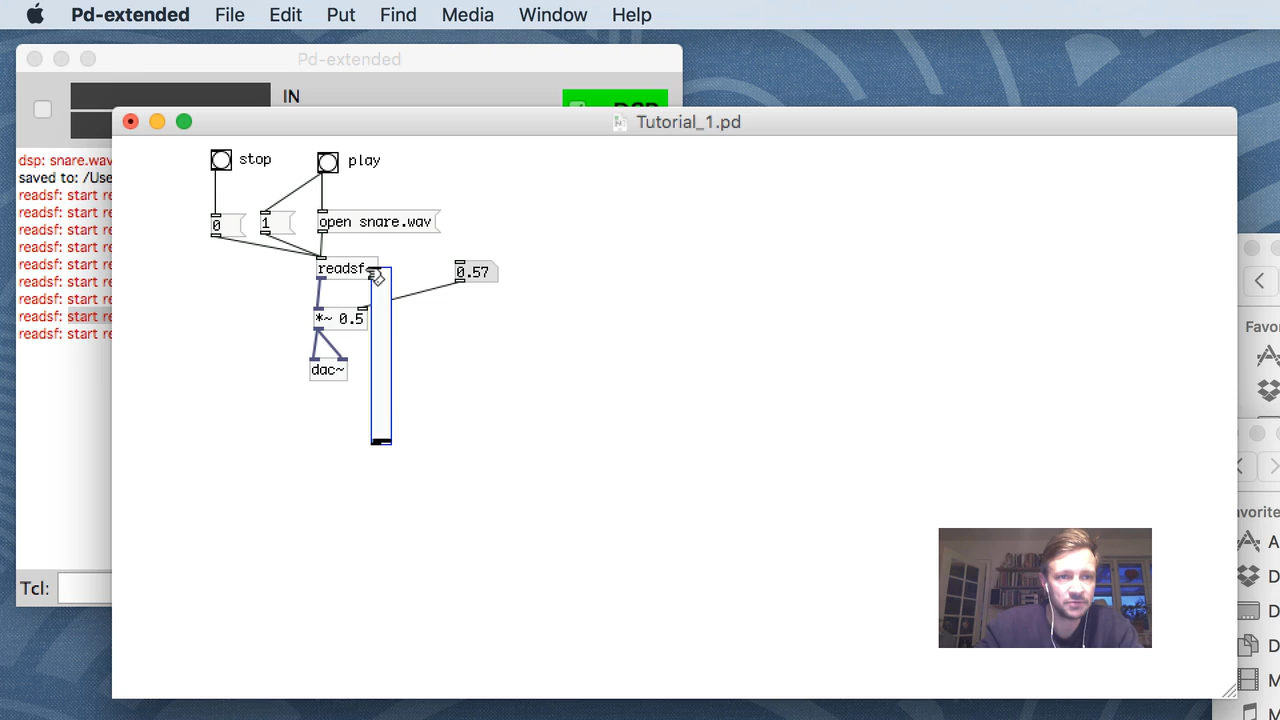 Pd-extended File Edit Put Find Media Window Help
Pd-extended
IN
Tutorial_1.pd
dsp: snare.wav
saved to: /Use
readsf: start re
readsf: start re
readsf: start re
readsf: start re
readsf: start re
readsf: start re
readsf: start re
readsf: start re
readsf: start re
Tcl:
stop
play
0
1
open snare.wav
readsf~
0.57
*~ 0.5
dac~
Favo
avorite
A
D
D
D
M